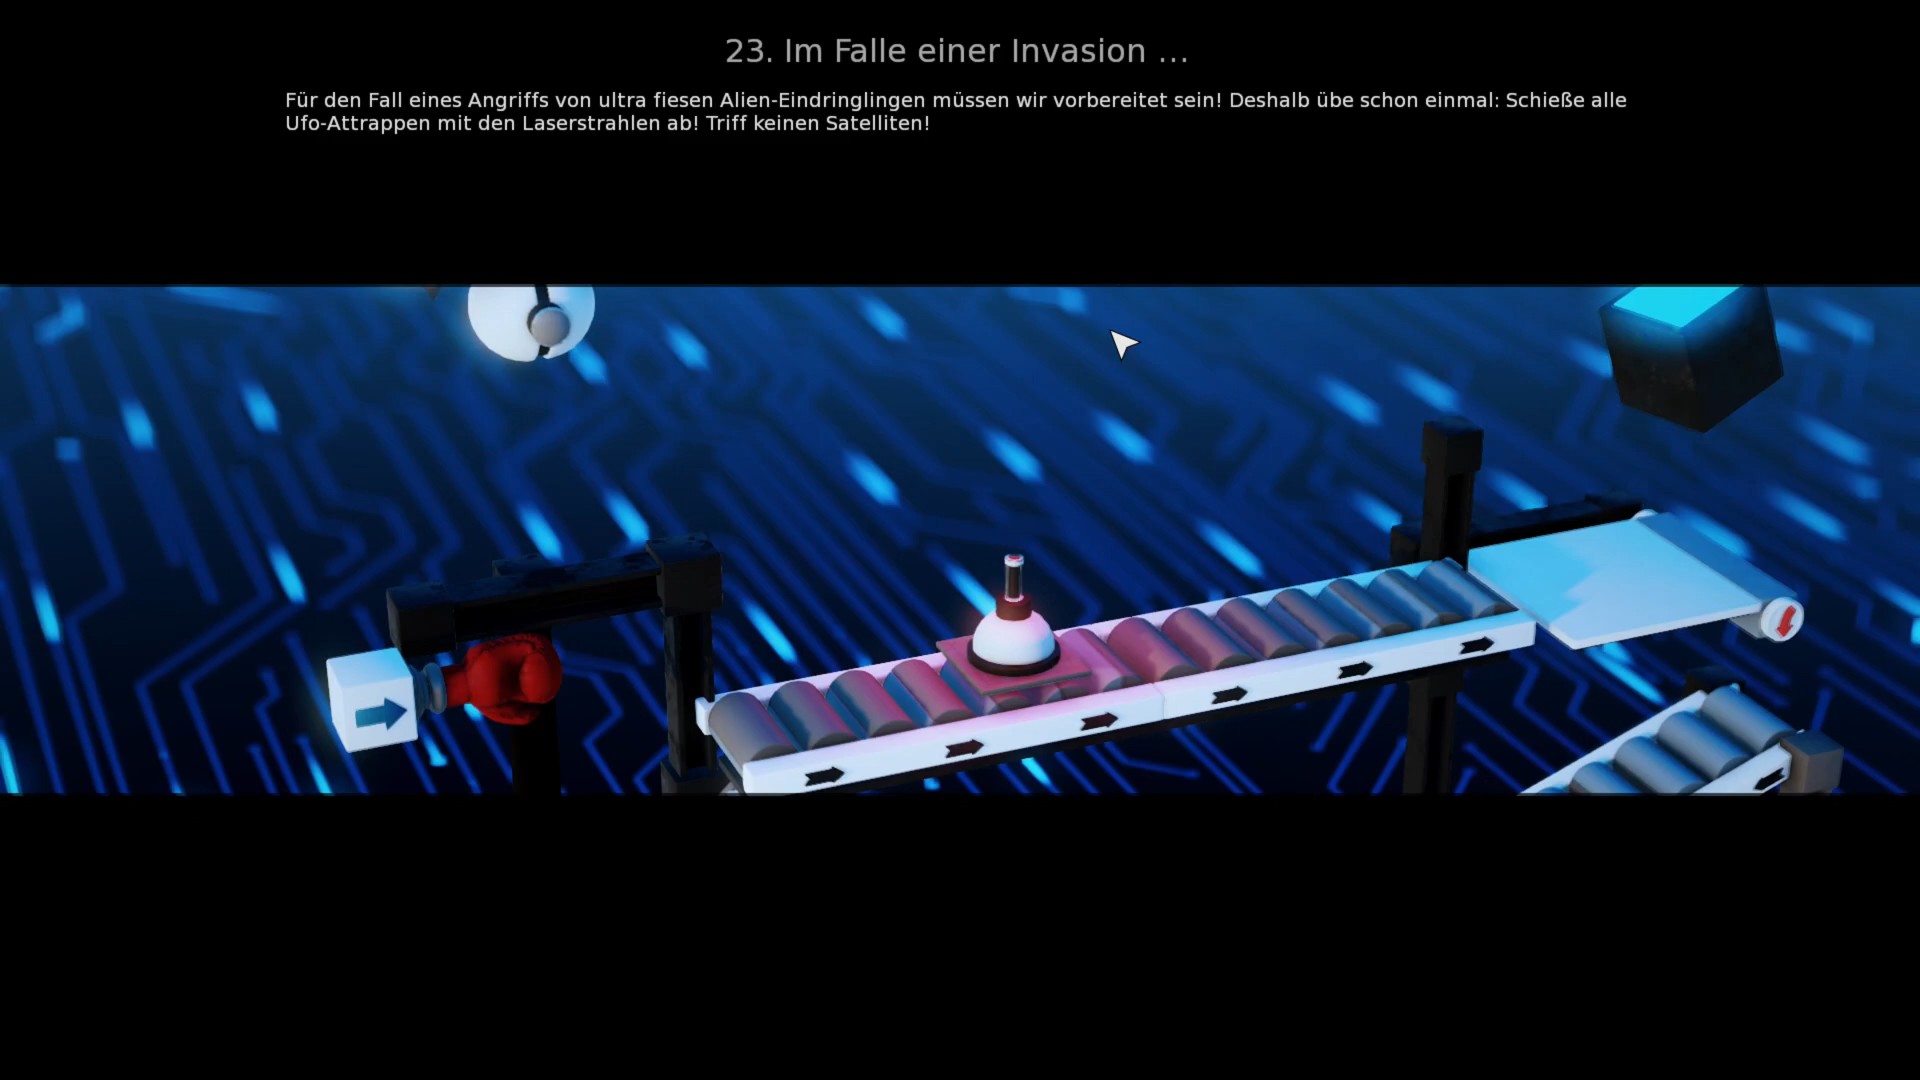 23. Im Falle einer Invasion ...
Für den Fall eines Angriffs von ultra fiesen Alien-Eindringlingen müssen wir vorbereitet sein! Deshalb übe schon einmal: Schieße alle
Ufo-Attrappen mit den Laserstrahlen ab! Triff keinen Satelliten!